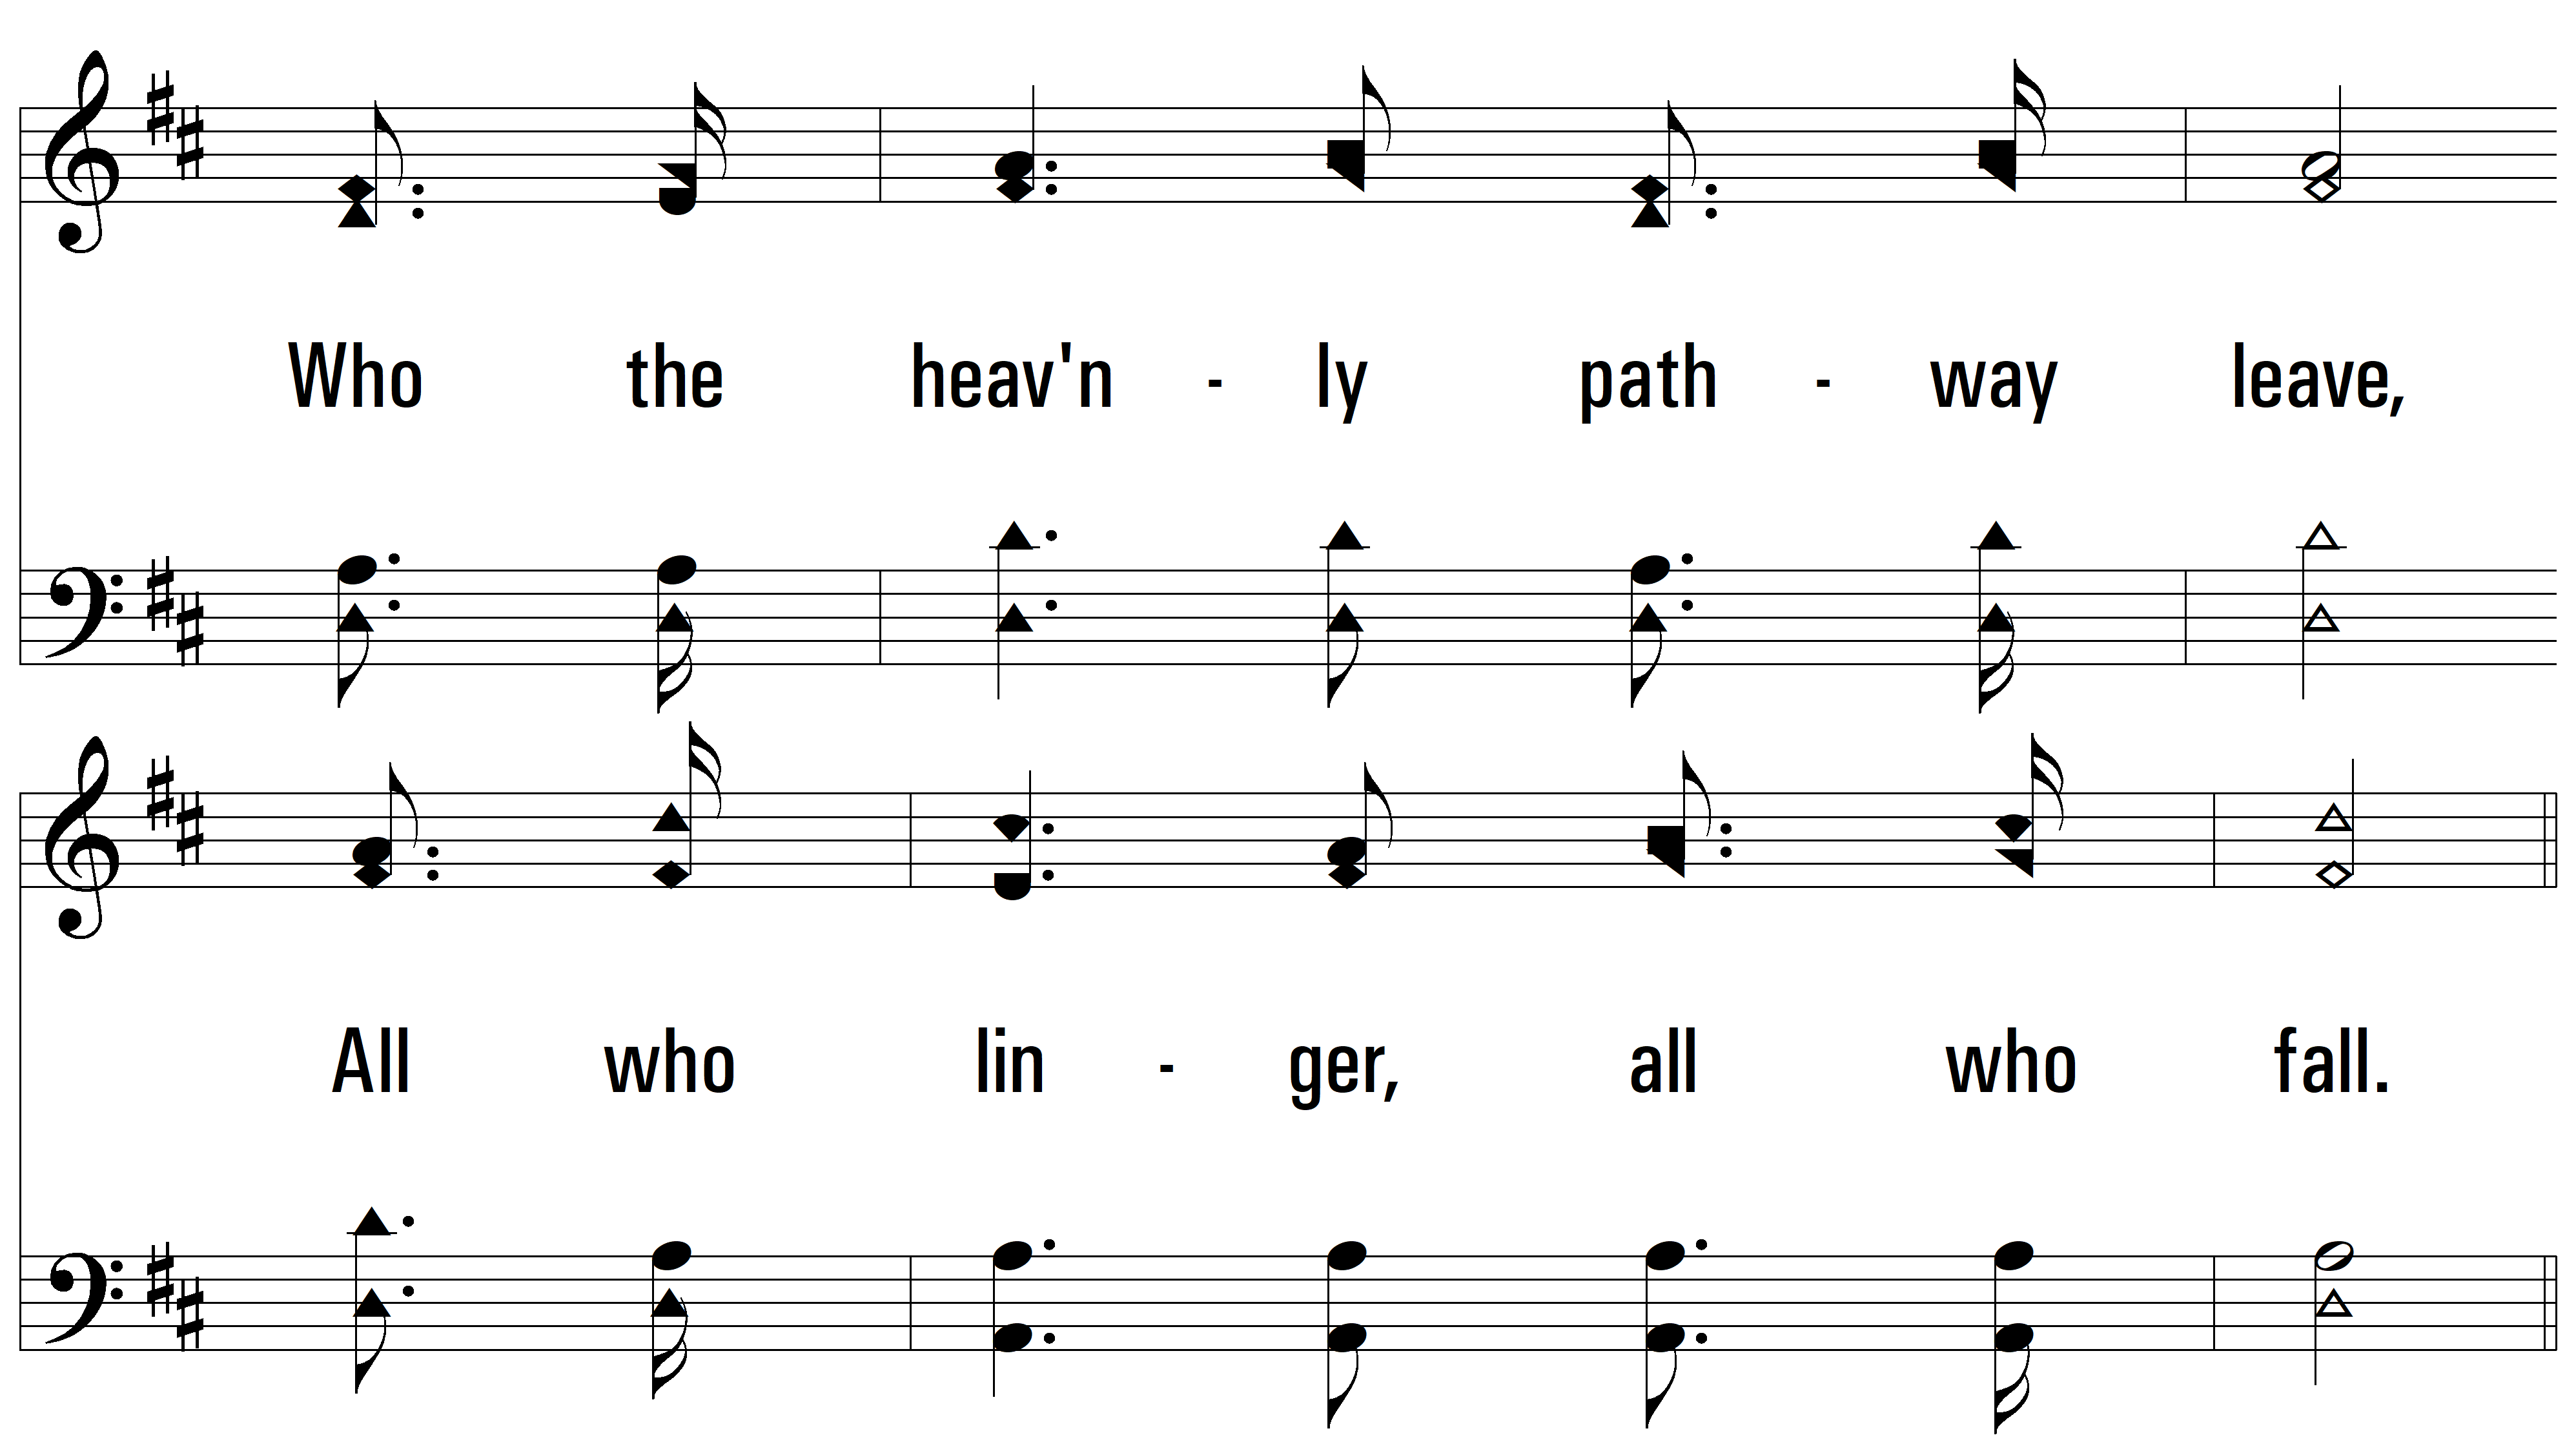 Who the heav'n - ly path - way leave,
All who lin - ger, all who fall.